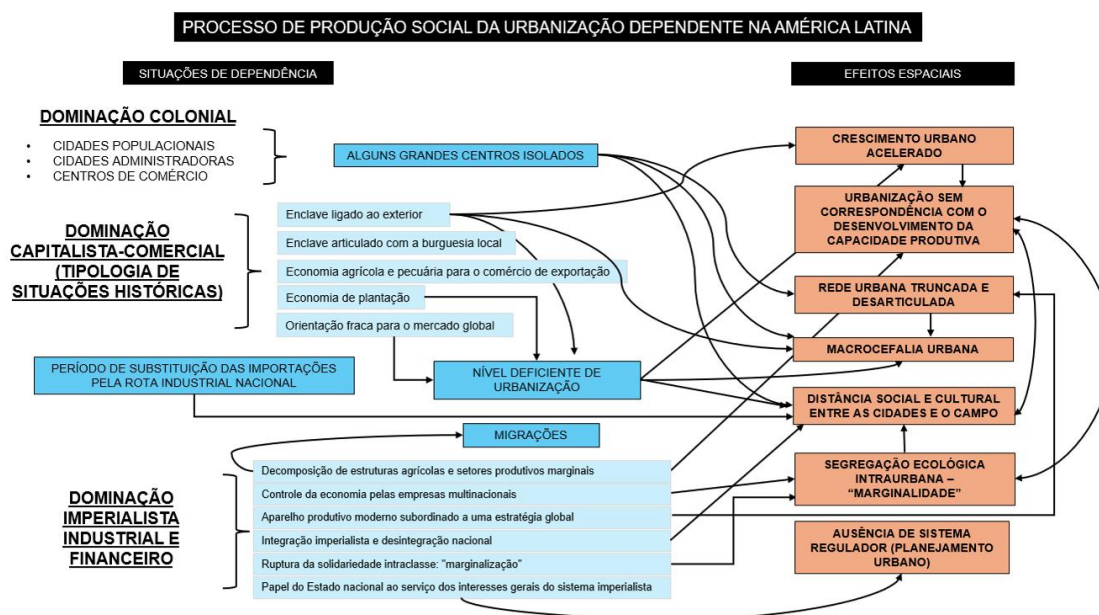 PROCESSO DE PRODUÇÃO SOCIAL DA URBANIZAÇÃO DEPENDENTE NA AMÉRICA LATINA
SITUAÇÕES DE DEPENDÊNCIA
EFEITOS ESPACIAIS
DOMINAÇÃO COLONIAL
• CIDADES POPULACIONAIS
• CIDADES ADMINISTRADORAS
• CENTROS DE COMÉRCIO
ALGUNS GRANDES CENTROS ISOLADOS
CRESCIMENTO URBANO
ACELERADO
URBANIZAÇÃO SEM
CORRESPONDÊNCIA COM O
DESENVOLVIMENTO DA
CAPACIDADE PRODUTIVA
DOMINAÇÃO
CAPITALISTA-COMERCIAL
(TIPOLOGIA DE
SITUAÇÕES HISTÓRICAS)
Enclave ligado ao exterior
Enclave articulado com a burguesia local
Economia agrícola e pecuária para o comércio de exportação
Economia de plantação
Orientação fraca para o mercado global
REDE URBANA TRUNCADA E
DESARTICULADA
MACROCEFALIA URBANA
PERÍODO DE SUBSTITUIÇÃO DAS IMPORTAÇÕES
PELA ROTA INDUSTRIAL NACIONAL
NÍVEL DEFICIENTE DE
URBANIZAÇÃO
DISTÂNCIA SOCIAL E CULTURAL
ENTRE AS CIDADES E O CAMPO
MIGRAÇÕES
DOMINAÇÃO
IMPERIALISTA
INDUSTRIAL E
FINANCEIRO
Decomposição de estruturas agrícolas e setores produtivos marginais
Controle da economia pelas empresas multinacionais
Aparelho produtivo moderno subordinado a uma estratégia global
Integração imperialista e desintegração nacional
Ruptura da solidariedade intraclasse: "marginalização"
Papel do Estado nacional ao serviço dos interesses gerais do sistema imperialista
SEGREGAÇÃO ECOLÓGICA
INTRAURBANA –
“MARGINALIDADE”
AUSÊNCIA DE SISTEMA
REGULADOR (PLANEJAMENTO
URBANO)